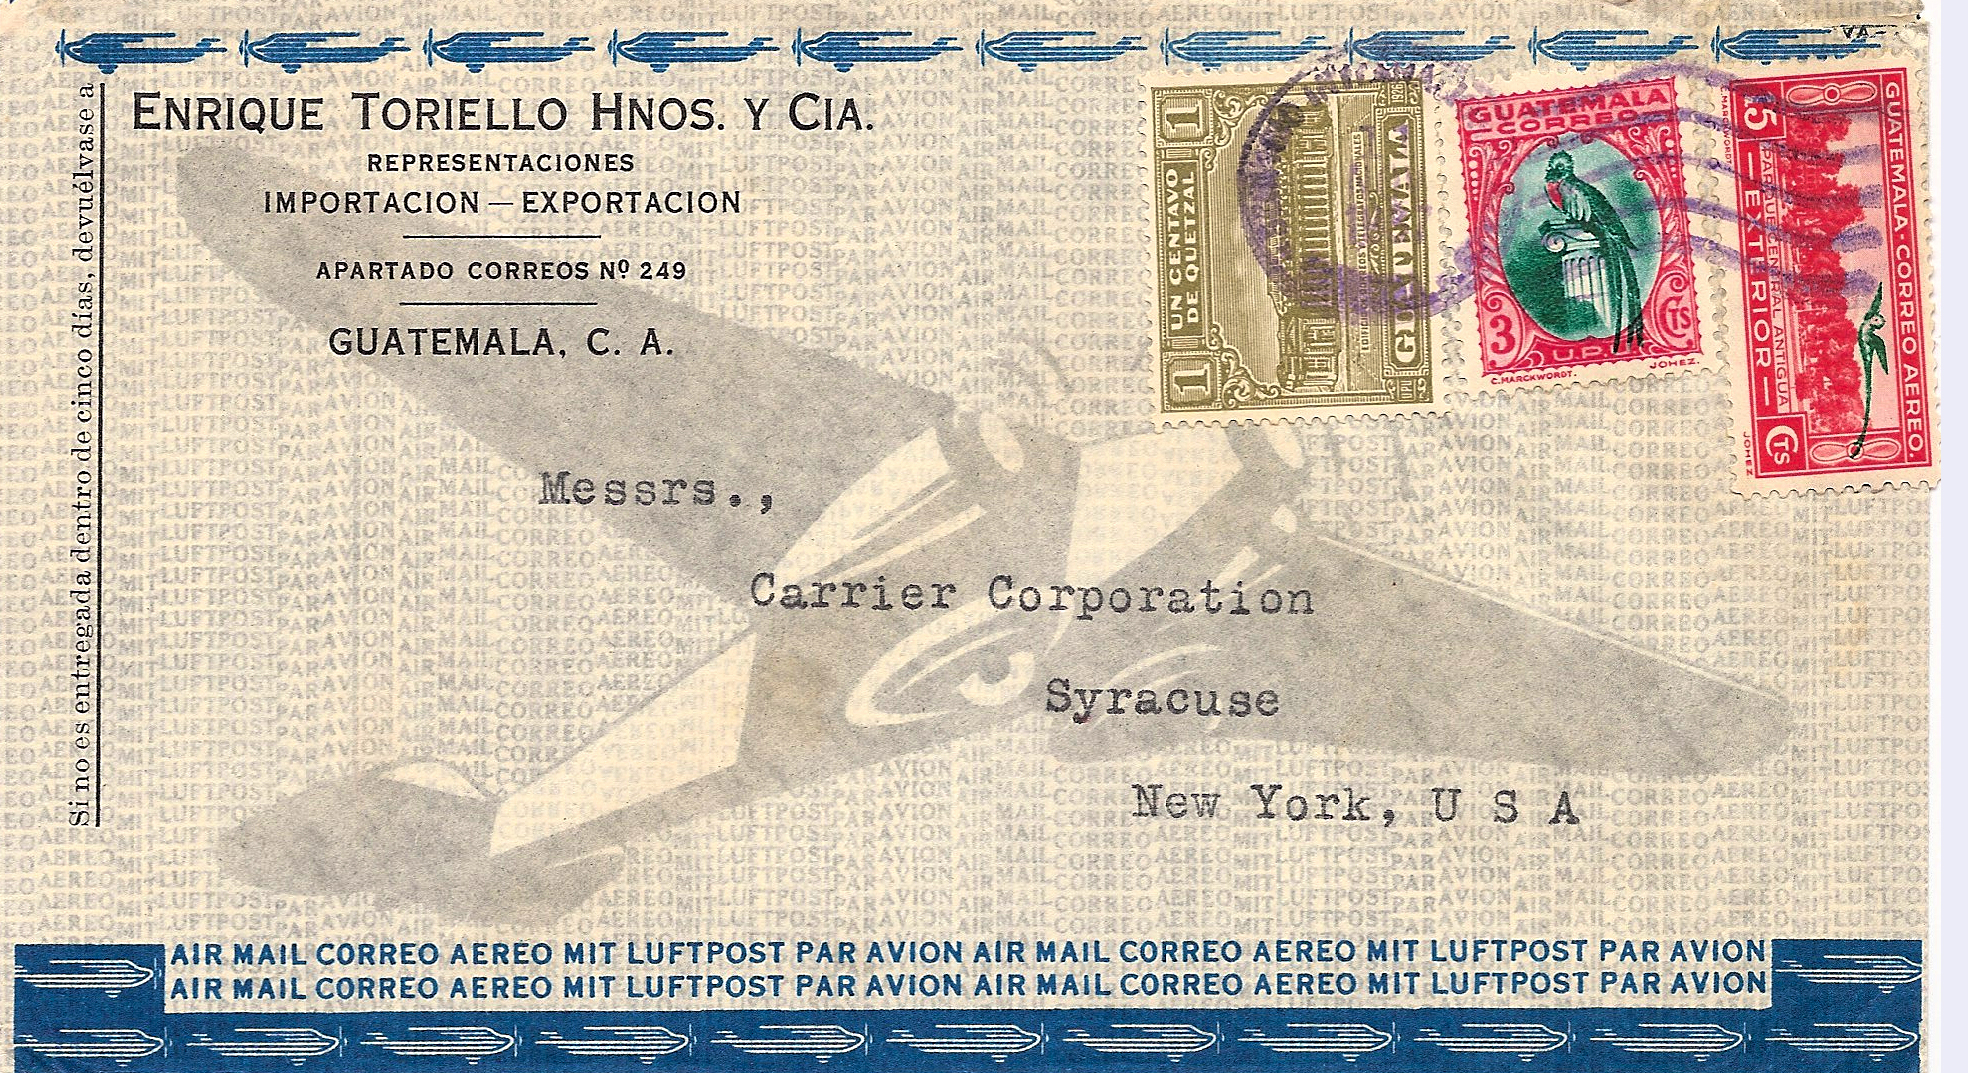 ENRIQUE TORIELLO HNOS. Y CIA.
REPRESENTACIONES
IMPORTACION — EXPORTACION
APARTADO CORREOS Nº 249
GUATEMALA, C. A.
Si no es entregada dentro de cinco días, devuélvase a
1 UN CENTAVO DE QUETZAL 1
GUATEMALA
1926
GUATEMALA
CORREO
3 Cts
U.P.U.
C. MARCKWORDT.
JOHEZ.
GUATEMALA-CORREO AEREO.
PARQUE CENTRAL ANTIGUA
15 — EXTERIOR — Cts
C. MARCKWORDT
JOHEZ
Messrs.,
Carrier Corporation
Syracuse
New York, U S A
AIR MAIL CORREO AEREO MIT LUFTPOST PAR AVION AIR MAIL CORREO AEREO MIT LUFTPOST PAR AVION
AIR MAIL CORREO AEREO MIT LUFTPOST PAR AVION AIR MAIL CORREO AEREO MIT LUFTPOST PAR AVION